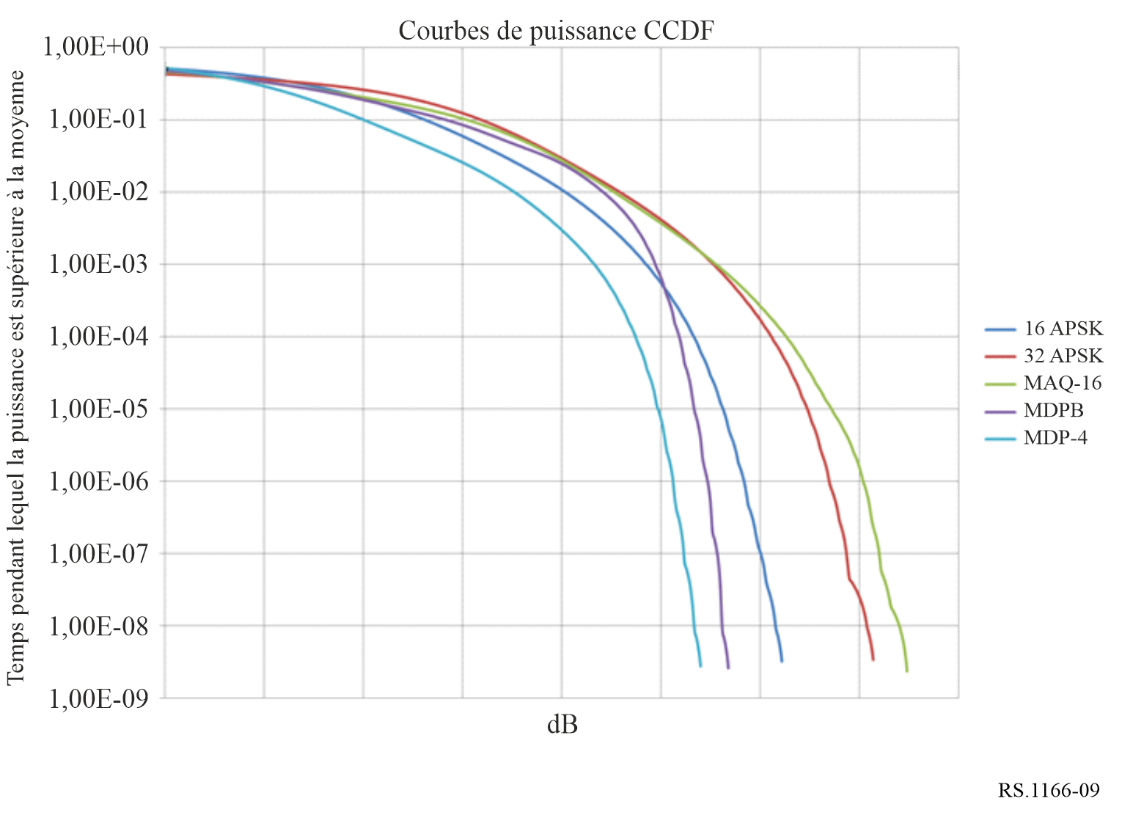 Courbes de puissance CCDF
Temps pendant lequel la puissance est supérieure à la moyenne
1,00E+00
1,00E-01
1,00E-02
1,00E-03
1,00E-04
1,00E-05
1,00E-06
1,00E-07
1,00E-08
1,00E-09
dB
16 APSK
32 APSK
MAQ-16
MDPB
MDP-4
RS.1166-09